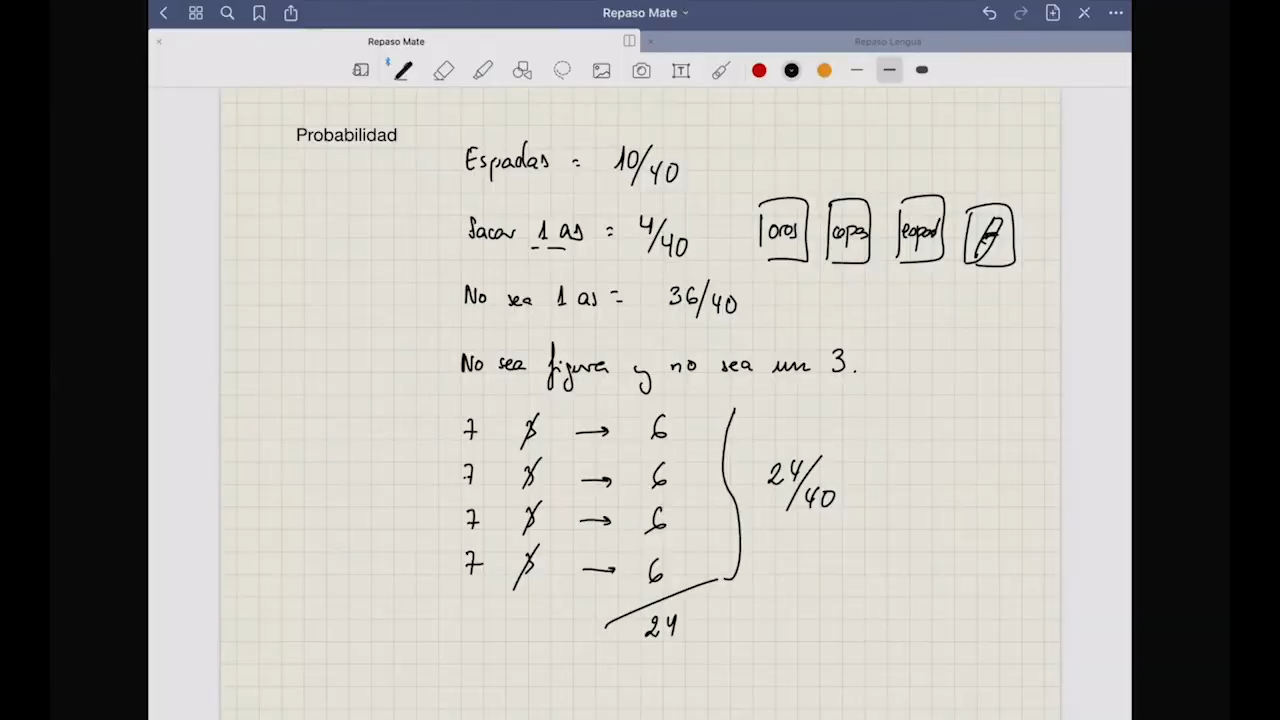 Repaso Mate
Repaso Mate
Repaso Lengua
Probabilidad
Espadas = 10/40
Sacar 1 as = 4/40
oros copas espad
No sea 1 as = 36/40
No sea figura y no sea un 3.
7 3 → 6
7 3 → 6
7 3 → 6
7 3 → 6
24/40
24